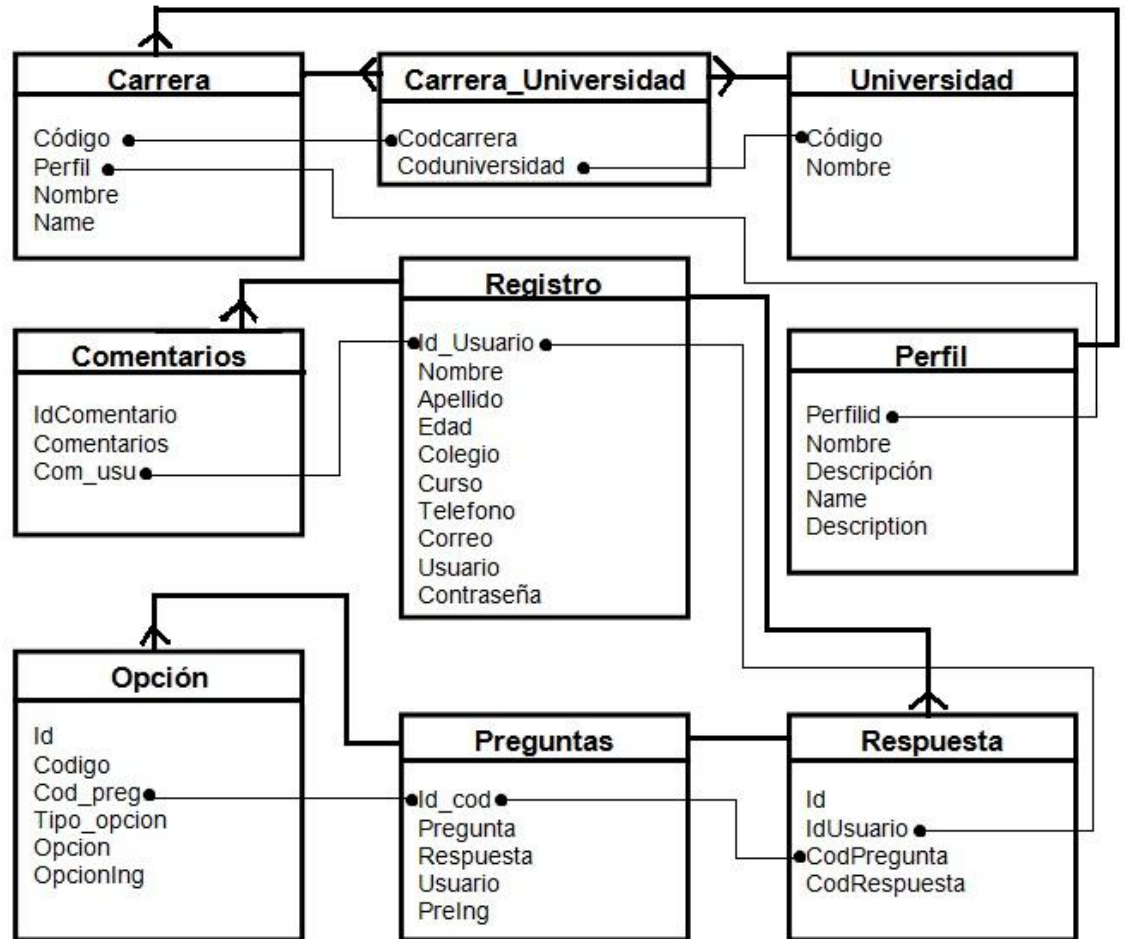 Carrera
Código
Perfil
Nombre
Name
Carrera_Universidad
Codcarrera
Coduniversidad
Universidad
Código
Nombre
Comentarios
IdComentario
Comentarios
Com_usu
Registro
Id_Usuario
Nombre
Apellido
Edad
Colegio
Curso
Telefono
Correo
Usuario
Contraseña
Perfil
Perfilid
Nombre
Descripción
Name
Description
Opción
Id
Codigo
Cod_preg
Tipo_opcion
Opcion
OpcionIng
Preguntas
Id_cod
Pregunta
Respuesta
Usuario
PreIng
Respuesta
Id
IdUsuario
CodPregunta
CodRespuesta